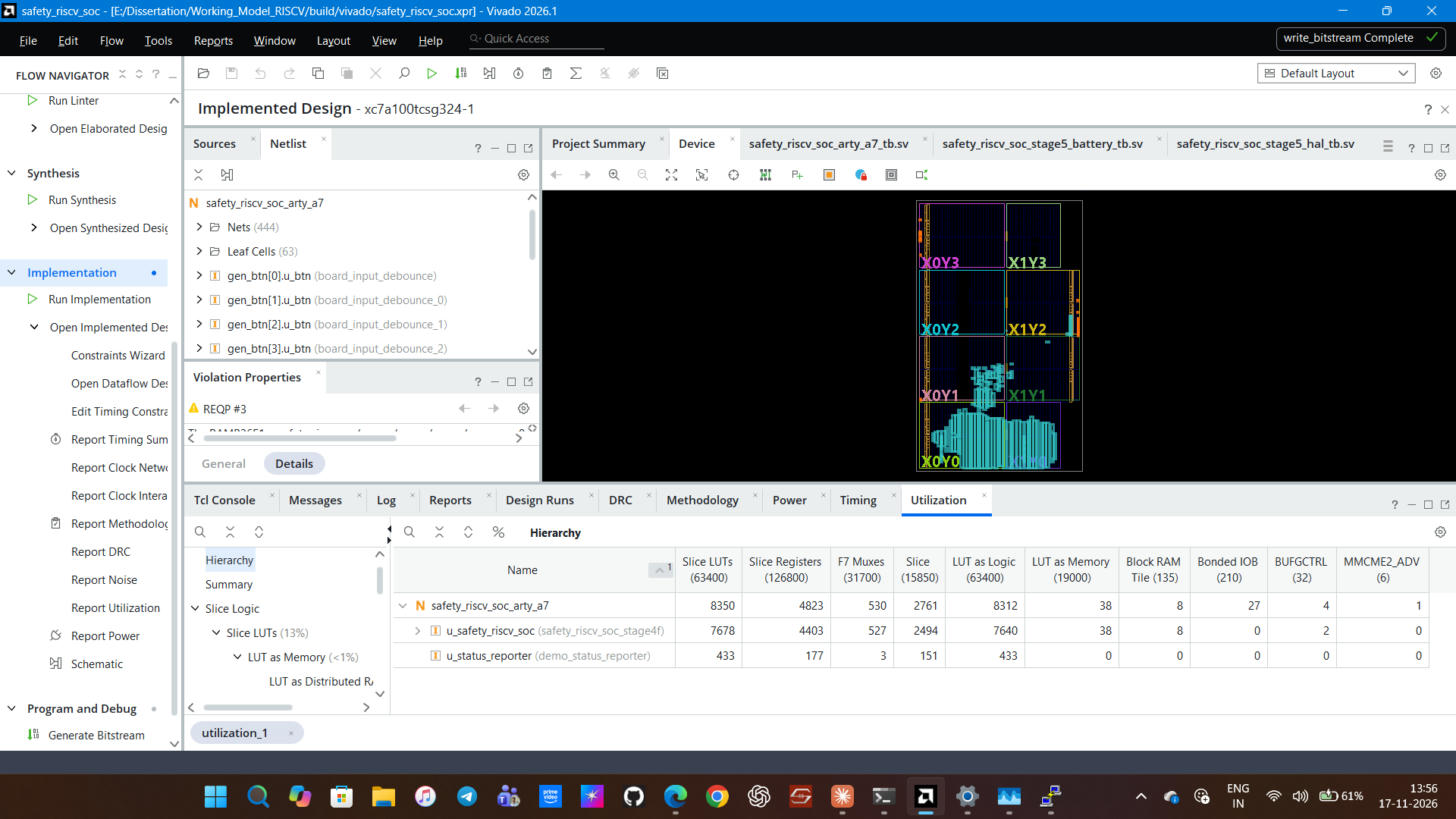 safety_riscv_soc - [E:/Dissertation/Working_Model_RISCV/build/vivado/safety_riscv_soc.xpr] - Vivado 2026.1
File Edit Flow Tools Reports Window Layout View Help Quick Access
write_bitstream Complete
FLOW NAVIGATOR
Default Layout
Run Linter
Open Elaborated Desig
Synthesis
Run Synthesis
Open Synthesized Desig
Implementation
Run Implementation
Open Implemented Des
Constraints Wizard
Open Dataflow Des
Edit Timing Constra
Report Timing Sum
Report Clock Netwo
Report Clock Intera
Report Methodolog
Report DRC
Report Noise
Report Utilization
Report Power
Schematic
Program and Debug
Generate Bitstream
Implemented Design - xc7a100tcsg324-1
Sources Netlist
N safety_riscv_soc_arty_a7
Nets (444)
Leaf Cells (63)
gen_btn[0].u_btn (board_input_debounce)
gen_btn[1].u_btn (board_input_debounce_0)
gen_btn[2].u_btn (board_input_debounce_1)
gen_btn[3].u_btn (board_input_debounce_2)
Violation Properties
REQP #3
General Details
Project Summary Device safety_riscv_soc_arty_a7_tb.sv safety_riscv_soc_stage5_battery_tb.sv safety_riscv_soc_stage5_hal_tb.sv
X0Y3 X1Y3
X0Y2 X1Y2
X0Y1 X1Y1
X0Y0 X1Y0
Tcl Console Messages Log Reports Design Runs DRC Methodology Power Timing Utilization
Hierarchy
Summary
Slice Logic
Slice LUTs (13%)
LUT as Memory (<1%)
LUT as Distributed Ra
Hierarchy
Name Slice LUTs (63400) Slice Registers (126800) F7 Muxes (31700) Slice (15850) LUT as Logic (63400) LUT as Memory (19000) Block RAM Tile (135) Bonded IOB (210) BUFGCTRL (32) MMCME2_ADV (6)
N safety_riscv_soc_arty_a7 8350 4823 530 2761 8312 38 8 27 4 1
I u_safety_riscv_soc (safety_riscv_soc_stage4f) 7678 4403 527 2494 7640 38 8 0 2 0
I u_status_reporter (demo_status_reporter) 433 177 3 151 433 0 0 0 0 0
utilization_1
prime video
ENG
IN
61%
13:56
17-11-2026